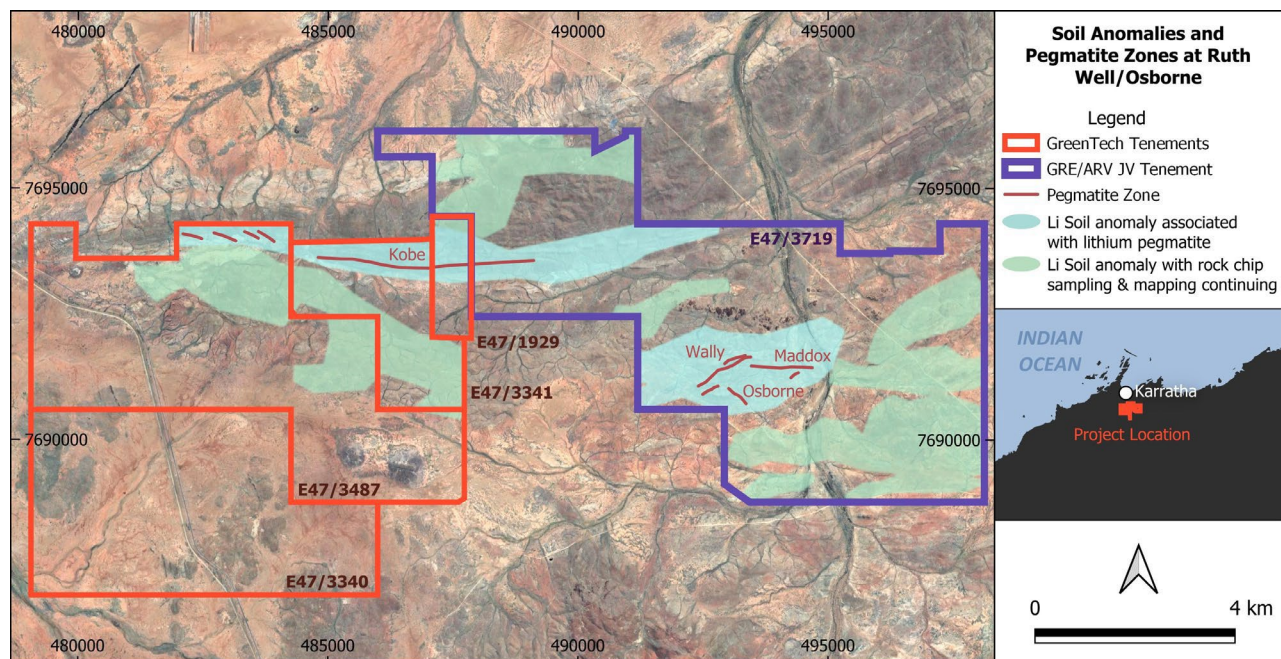 480000
485000
490000
495000
7695000
7695000
Kobe
E47/3719
E47/1929
Wally
Maddox
E47/3341
Osborne
7690000
7690000
E47/3487
E47/3340
480000
485000
490000
495000
Soil Anomalies and
Pegmatite Zones at Ruth
Well/Osborne
Legend
GreenTech Tenements
GRE/ARV JV Tenement
Pegmatite Zone
Li Soil anomaly associated
with lithium pegmatite
Li Soil anomaly with rock chip
sampling & mapping continuing
INDIAN
OCEAN
Karratha
Project Location
0
4 km